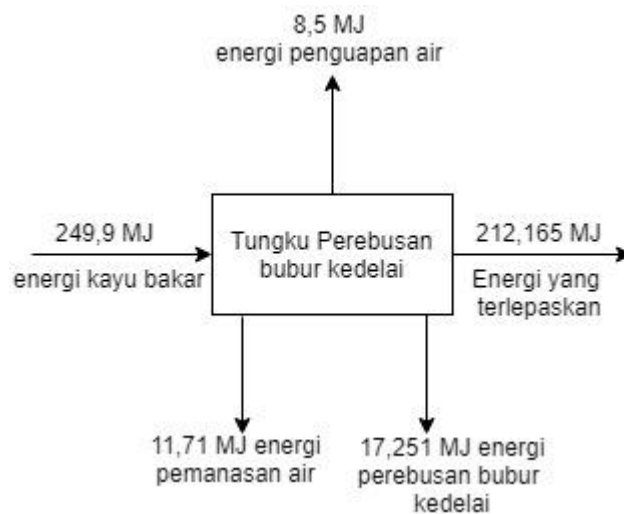 8,5 MJ
energi penguapan air
249,9 MJ
energi kayu bakar
Tungku Perebusan
bubur kedelai
212,165 MJ
Energi yang
terlepaskan
11,71 MJ energi
pemanasan air
17,251 MJ energi
perebusan bubur
kedelai